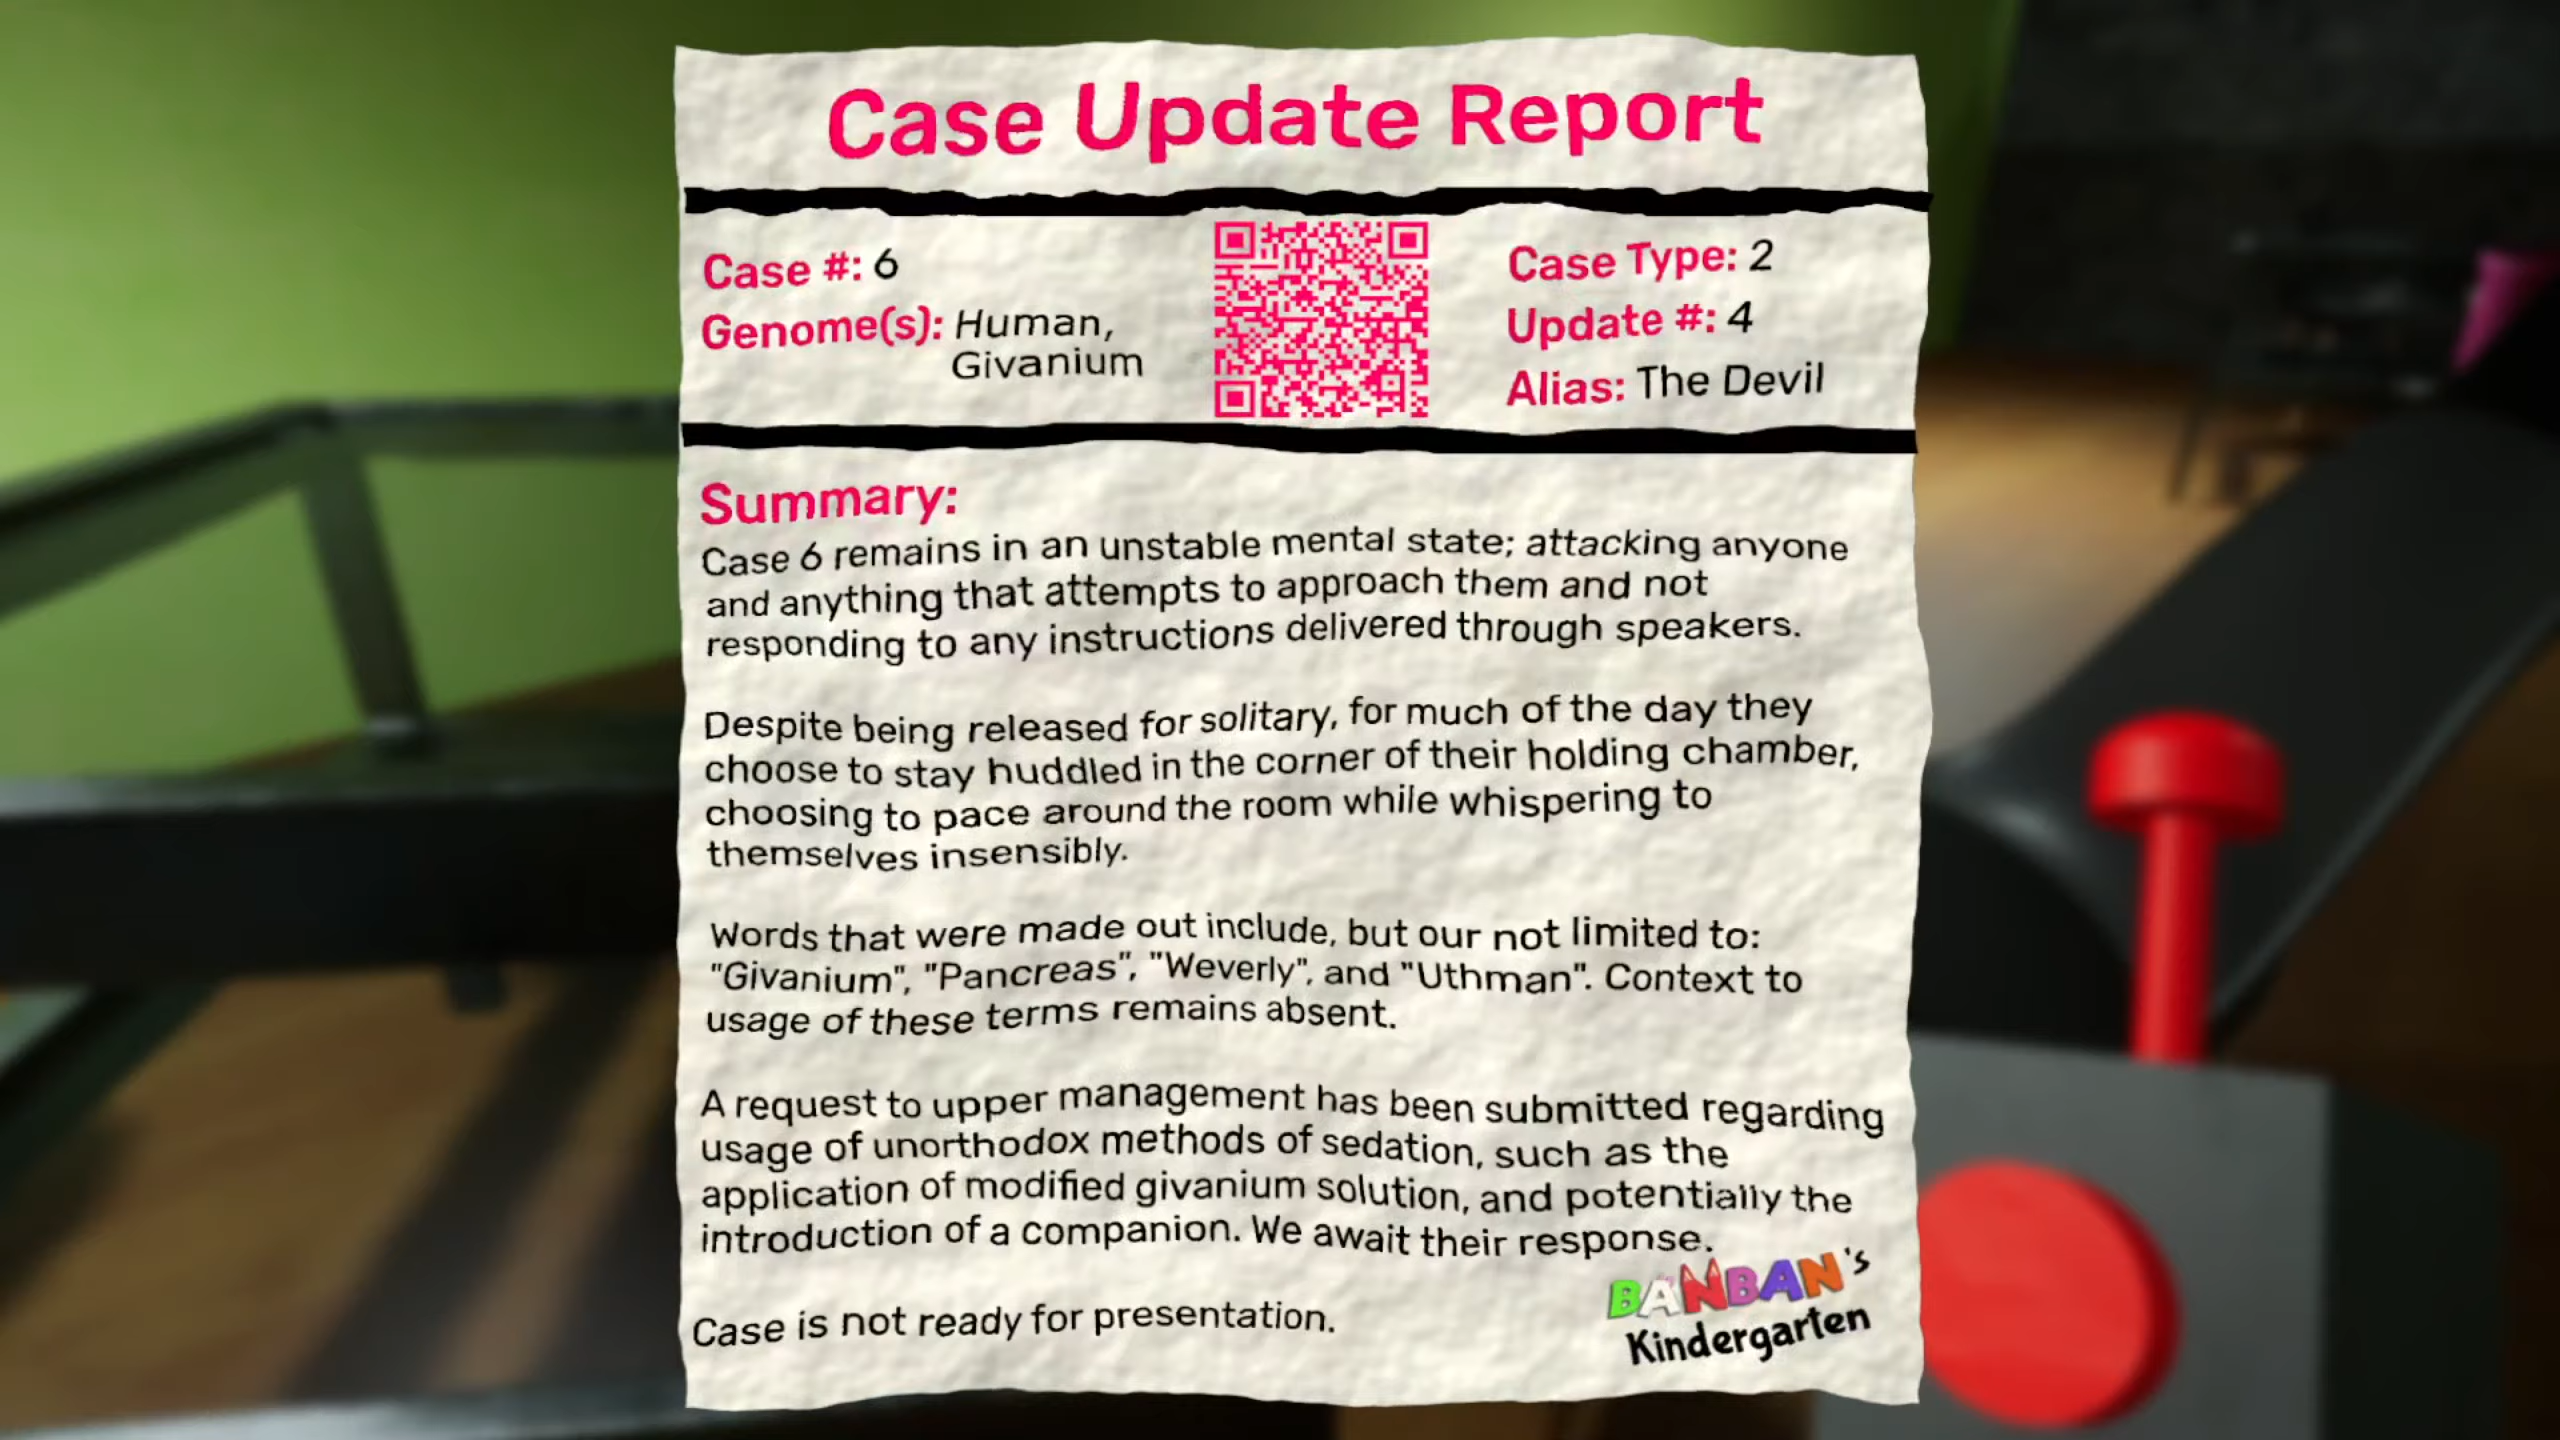 Case Update Report
Case #: 6
Genome(s): Human,
Givanium
Case Type: 2
Update #: 4
Alias: The Devil
Summary:
Case 6 remains in an unstable mental state; attacking anyone
and anything that attempts to approach them and not
responding to any instructions delivered through speakers.
Despite being released for solitary, for much of the day they
choose to stay huddled in the corner of their holding chamber,
choosing to pace around the room while whispering to
themselves insensibly.
Words that were made out include, but our not limited to:
"Givanium", "Pancreas", "Weverly", and "Uthman". Context to
usage of these terms remains absent.
A request to upper management has been submitted regarding
usage of unorthodox methods of sedation, such as the
application of modified givanium solution, and potentially the
introduction of a companion. We await their response.
Case is not ready for presentation.
BANBAN's
Kindergarten